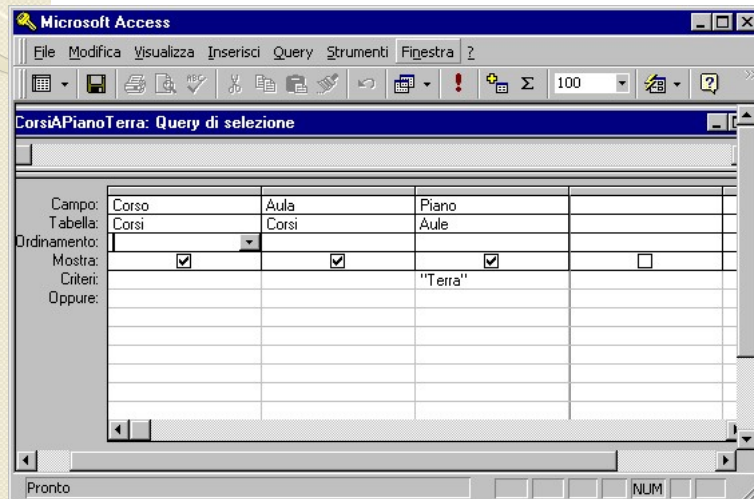 Microsoft Access
File Modifica Visualizza Inserisci Query Strumenti Finestra ?
ABC Σ 100
CorsiAPianoTerra: Query di selezione
Campo: Corso Aula Piano
Tabella: Corsi Corsi Aule
Ordinamento:
Mostra:
Criteri: "Terra"
Oppure:
Pronto NUM